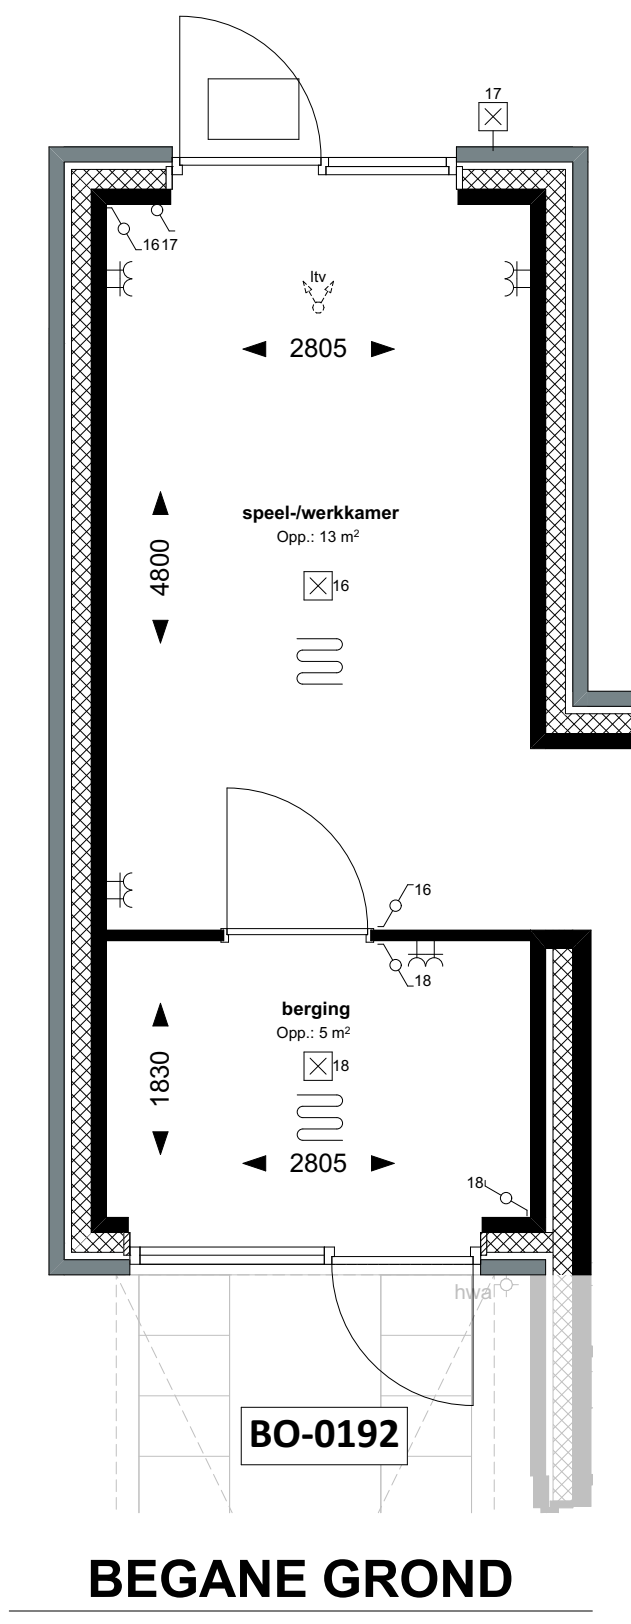 17
16 17
ltv
2805
speel-/werkkamer
Opp.: 13 m²
4800
16
16
18
berging
Opp.: 5 m²
18
1830
2805
18
hwa
BO-0192
BEGANE GROND